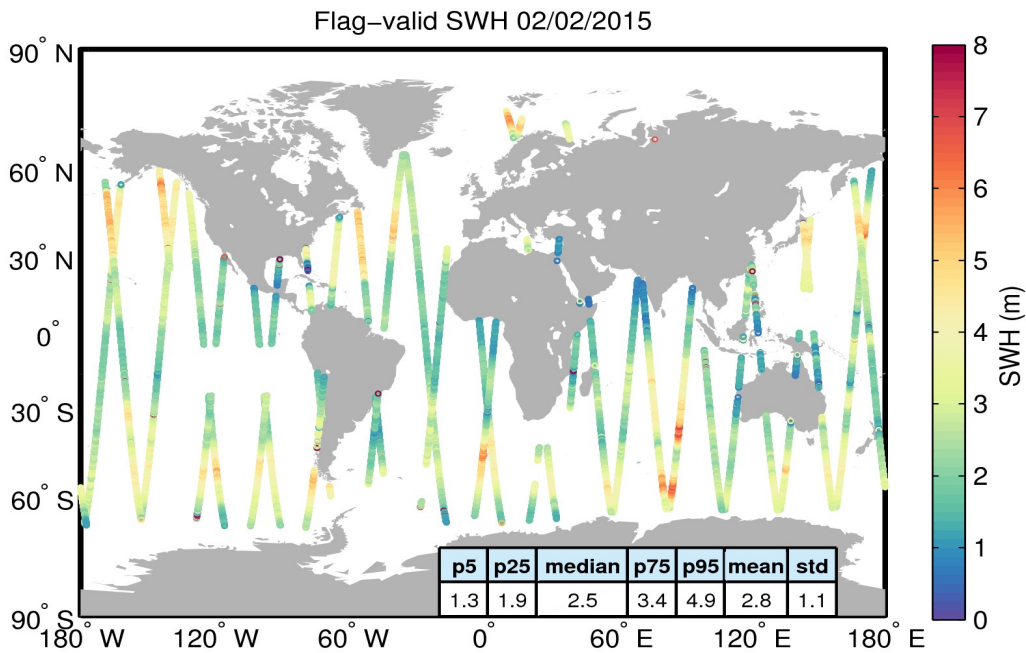 Flag−valid SWH 02/02/2015
90° N
60° N
30° N
0°
30° S
60° S
90° S
180° W 120° W 60° W 0° 60° E 120° E 180° E
p5 p25 median p75 p95 mean std
1.3 1.9 2.5 3.4 4.9 2.8 1.1
8
7
6
5
4
3
2
1
0
SWH (m)